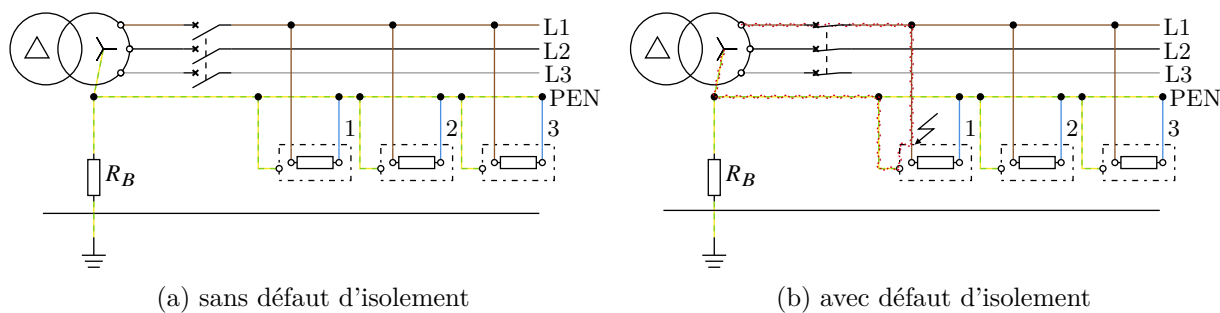 L1
L2
L3
PEN
1
2
3
R_B
(a) sans défaut d'isolement
L1
L2
L3
PEN
1
2
3
R_B
(b) avec défaut d'isolement